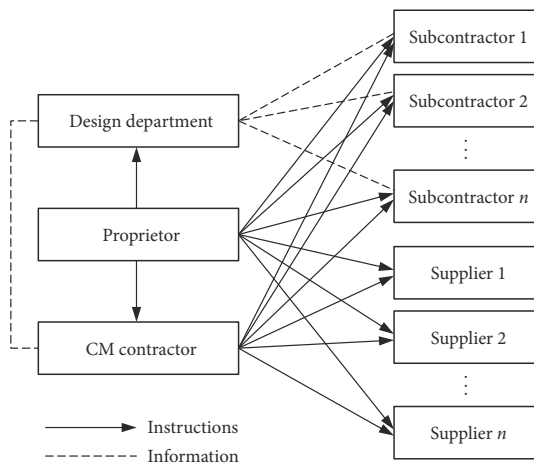 Design department
Proprietor
CM contractor
Subcontractor 1
Subcontractor 2
⋮
Subcontractor n
Supplier 1
Supplier 2
⋮
Supplier n
Instructions
Information